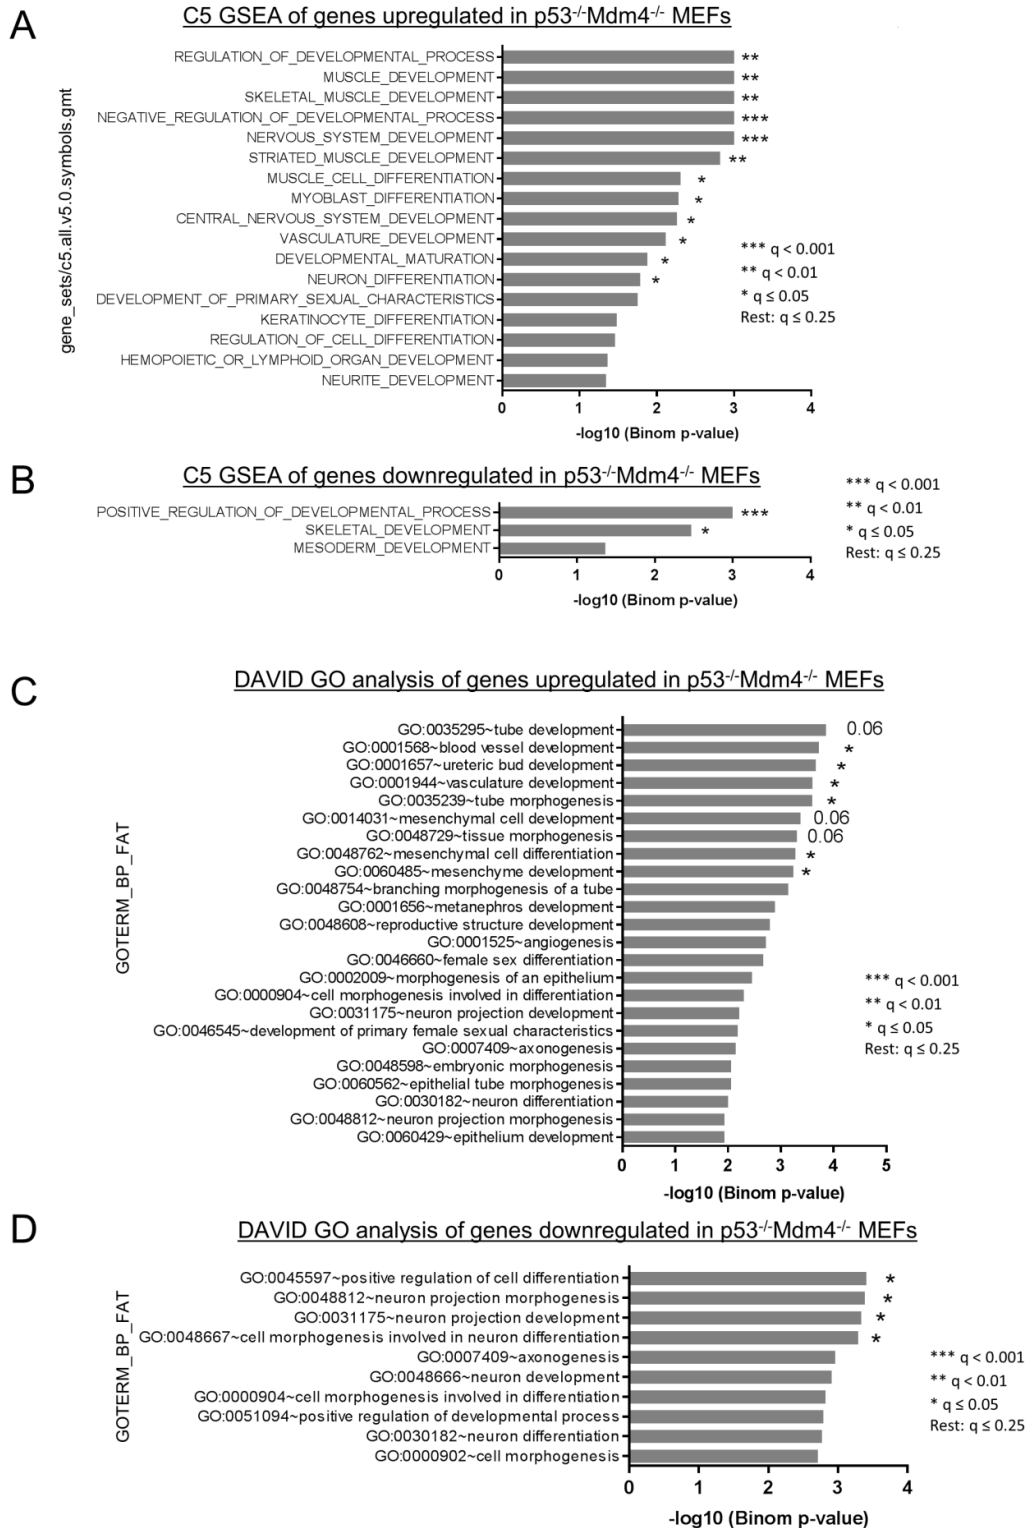 A
C5 GSEA of genes upregulated in p53-/-Mdm4-/- MEFs
gene_sets/c5.all.v5.0.symbols.gmt
REGULATION_OF_DEVELOPMENTAL_PROCESS **
MUSCLE_DEVELOPMENT **
SKELETAL_MUSCLE_DEVELOPMENT **
NEGATIVE_REGULATION_OF_DEVELOPMENTAL_PROCESS ***
NERVOUS_SYSTEM_DEVELOPMENT ***
STRIATED_MUSCLE_DEVELOPMENT **
MUSCLE_CELL_DIFFERENTIATION *
MYOBLAST_DIFFERENTIATION *
CENTRAL_NERVOUS_SYSTEM_DEVELOPMENT *
VASCULATURE_DEVELOPMENT *
DEVELOPMENTAL_MATURATION *
NEURON_DIFFERENTIATION *
DEVELOPMENT_OF_PRIMARY_SEXUAL_CHARACTERISTICS
KERATINOCYTE_DIFFERENTIATION
REGULATION_OF_CELL_DIFFERENTIATION
HEMOPOIETIC_OR_LYMPHOID_ORGAN_DEVELOPMENT
NEURITE_DEVELOPMENT
*** q < 0.001
** q < 0.01
* q ≤ 0.05
Rest: q ≤ 0.25
0 1 2 3 4
-log10 (Binom p-value)
B
C5 GSEA of genes downregulated in p53-/-Mdm4-/- MEFs
POSITIVE_REGULATION_OF_DEVELOPMENTAL_PROCESS ***
SKELETAL_DEVELOPMENT *
MESODERM_DEVELOPMENT
*** q < 0.001
** q < 0.01
* q ≤ 0.05
Rest: q ≤ 0.25
0 1 2 3 4
-log10 (Binom p-value)
C
DAVID GO analysis of genes upregulated in p53-/-Mdm4-/- MEFs
GOTERM_BP_FAT
GO:0035295~tube development 0.06
GO:0001568~blood vessel development *
GO:0001657~ureteric bud development *
GO:0001944~vasculature development *
GO:0035239~tube morphogenesis *
GO:0014031~mesenchymal cell development 0.06
GO:0048729~tissue morphogenesis 0.06
GO:0048762~mesenchymal cell differentiation *
GO:0060485~mesenchyme development *
GO:0048754~branching morphogenesis of a tube
GO:0001656~metanephros development
GO:0048608~reproductive structure development
GO:0001525~angiogenesis
GO:0046660~female sex differentiation
GO:0002009~morphogenesis of an epithelium
GO:0000904~cell morphogenesis involved in differentiation
GO:0031175~neuron projection development
GO:0046545~development of primary female sexual characteristics
GO:0007409~axonogenesis
GO:0048598~embryonic morphogenesis
GO:0060562~epithelial tube morphogenesis
GO:0030182~neuron differentiation
GO:0048812~neuron projection morphogenesis
GO:0060429~epithelium development
*** q < 0.001
** q < 0.01
* q ≤ 0.05
Rest: q ≤ 0.25
0 1 2 3 4 5
-log10 (Binom p-value)
D
DAVID GO analysis of genes downregulated in p53-/-Mdm4-/- MEFs
GOTERM_BP_FAT
GO:0045597~positive regulation of cell differentiation *
GO:0048812~neuron projection morphogenesis *
GO:0031175~neuron projection development *
GO:0048667~cell morphogenesis involved in neuron differentiation *
GO:0007409~axonogenesis
GO:0048666~neuron development
GO:0000904~cell morphogenesis involved in differentiation
GO:0051094~positive regulation of developmental process
GO:0030182~neuron differentiation
GO:0000902~cell morphogenesis
*** q < 0.001
** q < 0.01
* q ≤ 0.05
Rest: q ≤ 0.25
0 1 2 3 4
-log10 (Binom p-value)